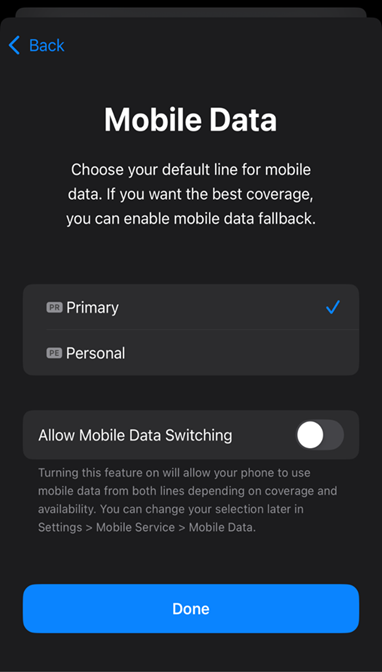 Back
Mobile Data
Choose your default line for mobile
data. If you want the best coverage,
you can enable mobile data fallback.
PR Primary
PE Personal
Allow Mobile Data Switching
Turning this feature on will allow your phone to use
mobile data from both lines depending on coverage and
availability. You can change your selection later in
Settings > Mobile Service > Mobile Data.
Done